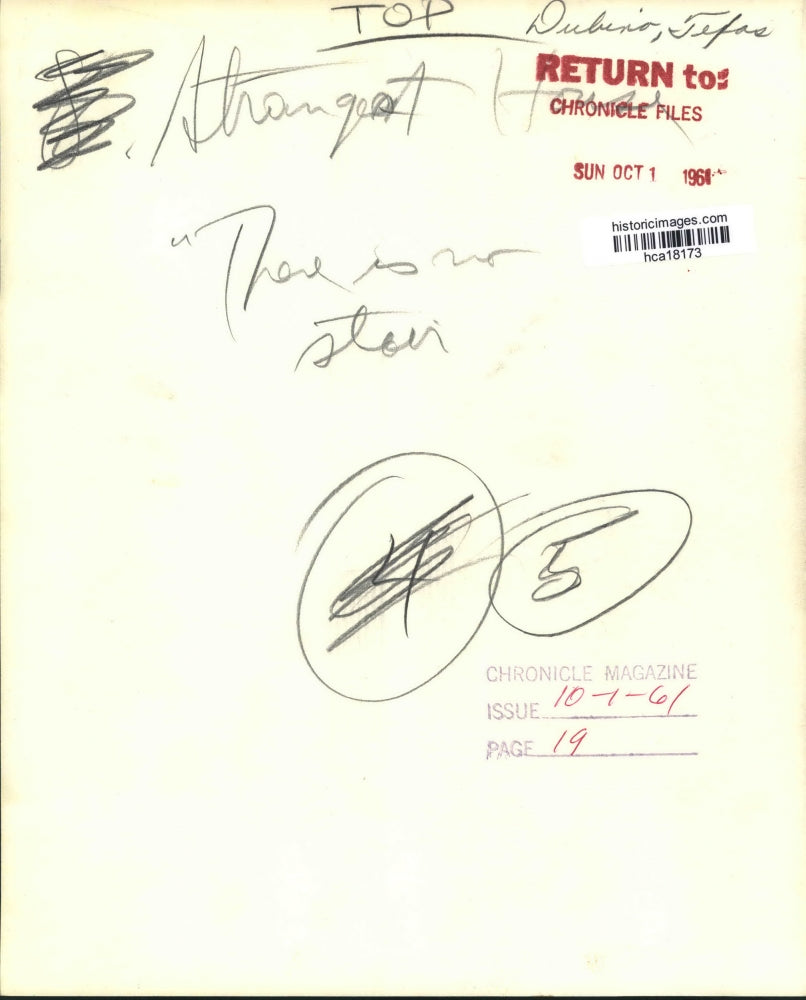 TOP
Dubina, Texas
Strangest House
RETURN to:
CHRONICLE FILES
SUN OCT 1 1961
historicimages.com
hca18173
"There is no
stair
4 5
CHRONICLE MAGAZINE
ISSUE 10-1-61
PAGE 19